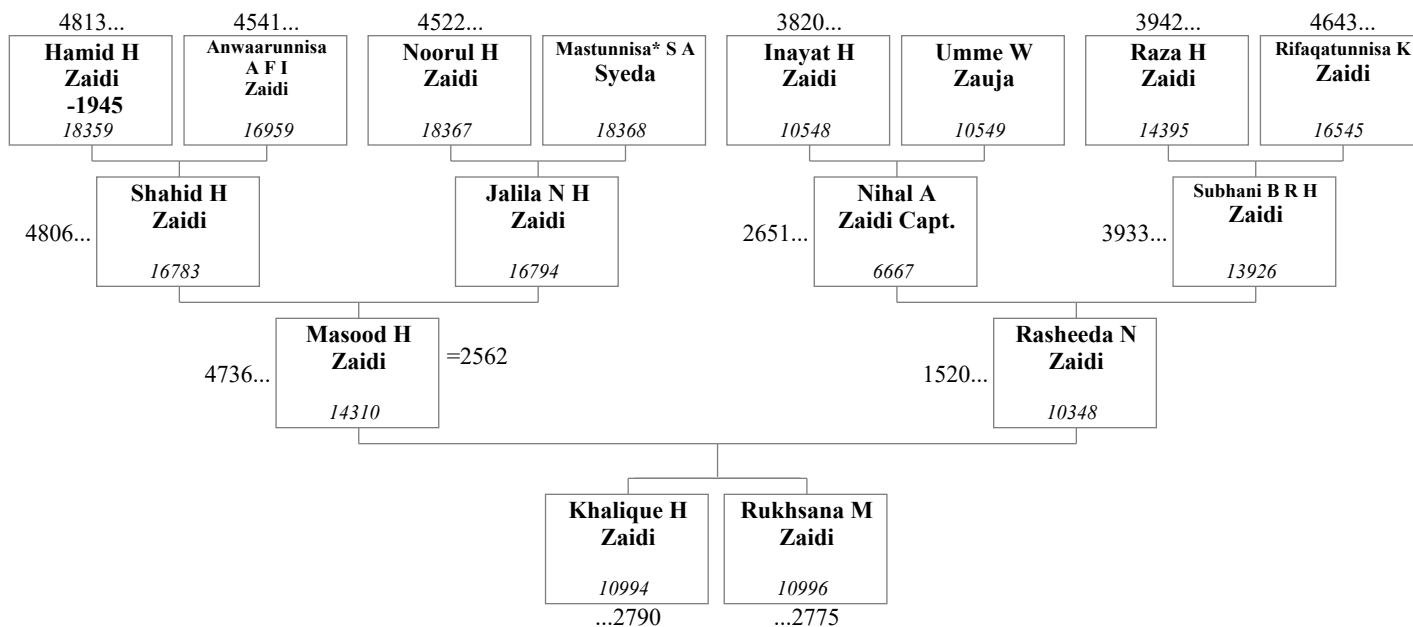 4813...
4541...
4522...
3820...
3942...
4643...
Hamid H
Zaidi
-1945
18359
Anwaarunnisa
A F I
Zaidi
16959
Noorul H
Zaidi
18367
Mastunnisa* S A
Syeda
18368
Inayat H
Zaidi
10548
Umme W
Zauja
10549
Raza H
Zaidi
14395
Rifaqatunnisa K
Zaidi
16545
4806...
Shahid H
Zaidi
16783
Jalila N H
Zaidi
16794
2651...
Nihal A
Zaidi Capt.
6667
3933...
Subhani B R H
Zaidi
13926
4736...
Masood H
Zaidi
14310
=2562
1520...
Rasheeda N
Zaidi
10348
Khalique H
Zaidi
10994
...2790
Rukhsana M
Zaidi
10996
...2775